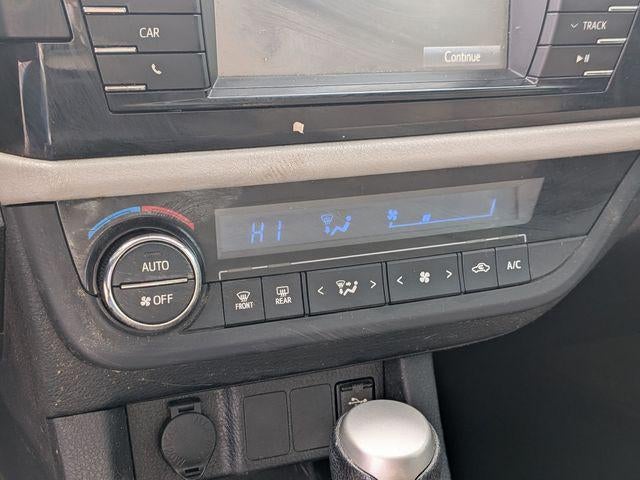 CAR
Continue
TRACK
HI
AUTO
OFF
FRONT
REAR
A/C